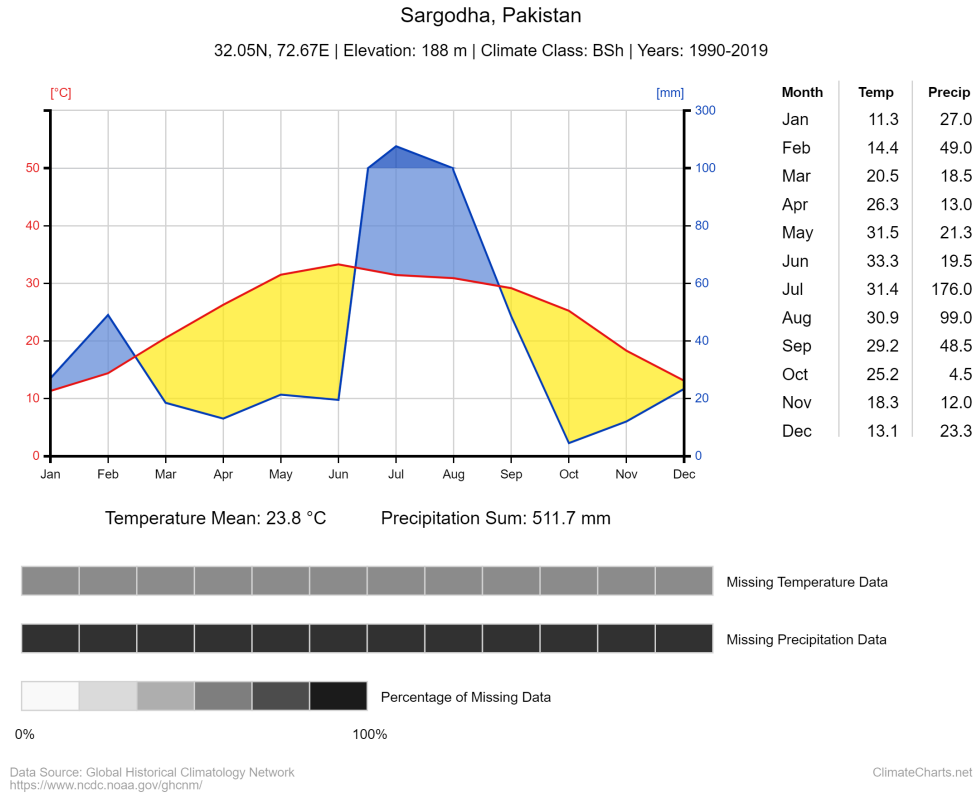 Sargodha, Pakistan
32.05N, 72.67E | Elevation: 188 m | Climate Class: BSh | Years: 1990-2019
[°C] [mm]
300
50 100
40 80
30 60
20 40
10 20
0 0
Jan Feb Mar Apr May Jun Jul Aug Sep Oct Nov Dec
Month Temp Precip
Jan 11.3 27.0
Feb 14.4 49.0
Mar 20.5 18.5
Apr 26.3 13.0
May 31.5 21.3
Jun 33.3 19.5
Jul 31.4 176.0
Aug 30.9 99.0
Sep 29.2 48.5
Oct 25.2 4.5
Nov 18.3 12.0
Dec 13.1 23.3
Temperature Mean: 23.8 °C Precipitation Sum: 511.7 mm
Missing Temperature Data
Missing Precipitation Data
Percentage of Missing Data
0% 100%
Data Source: Global Historical Climatology Network
https://www.ncdc.noaa.gov/ghcnm/
ClimateCharts.net